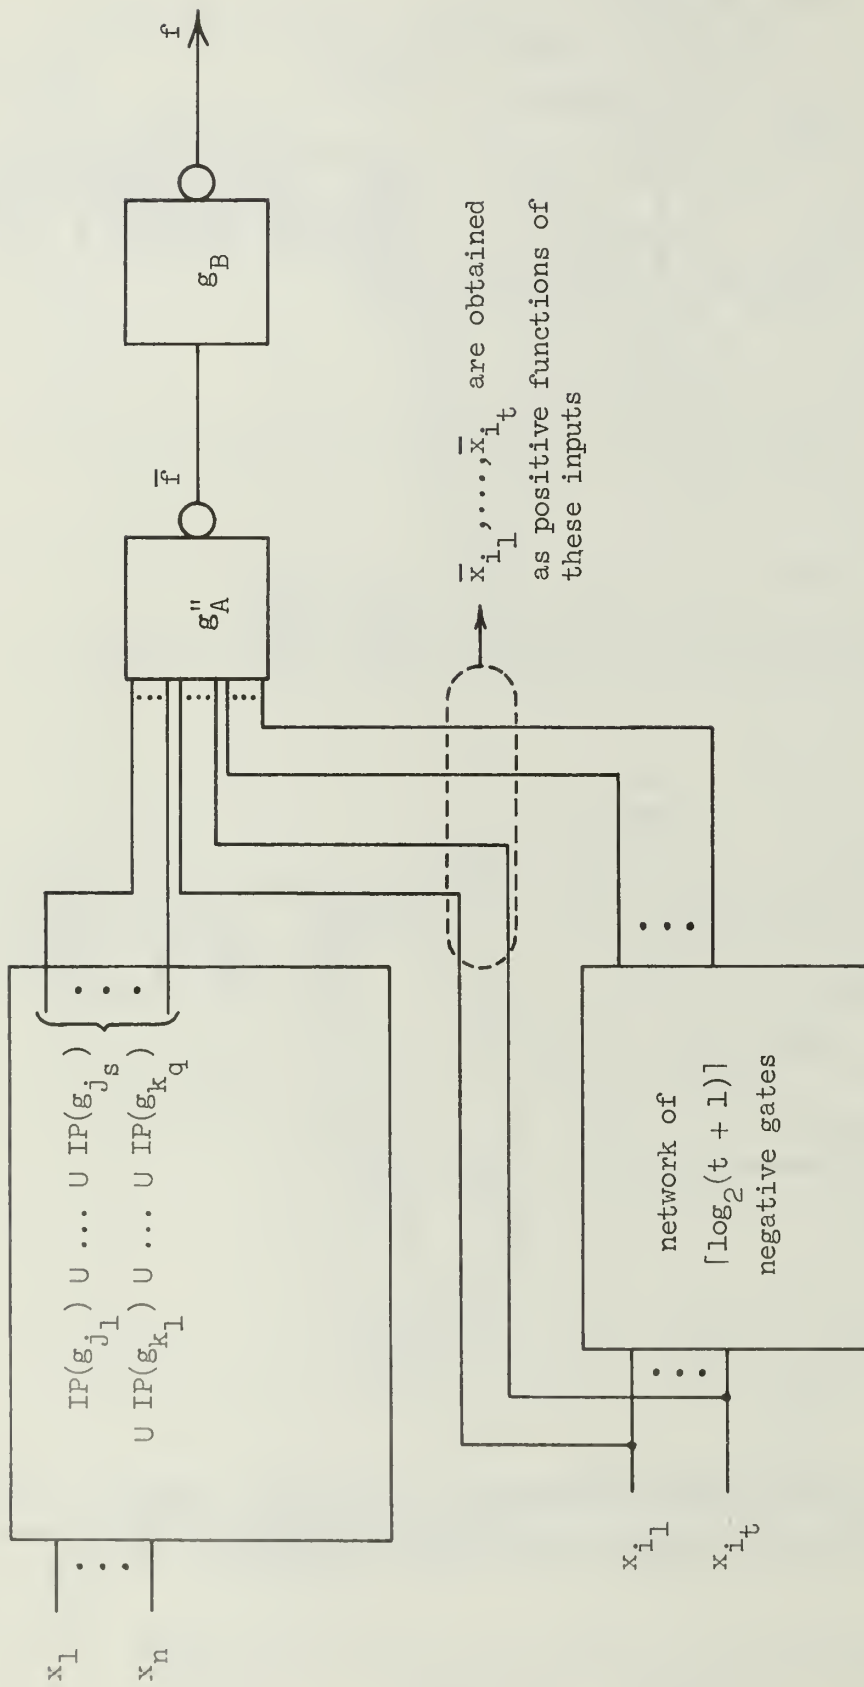 x_1
x_n
IP(g_{j_1}) U ... U IP(g_{j_s})
U IP(g_{k_1}) U ... U IP(g_{k_q})
g"_A
f̅
g_B
f
x̅_{i_1},...,x̅_{i_t} are obtained
as positive functions of
these inputs
x_{i_1}
x_{i_t}
network of
⌈log_2(t + 1)⌉
negative gates